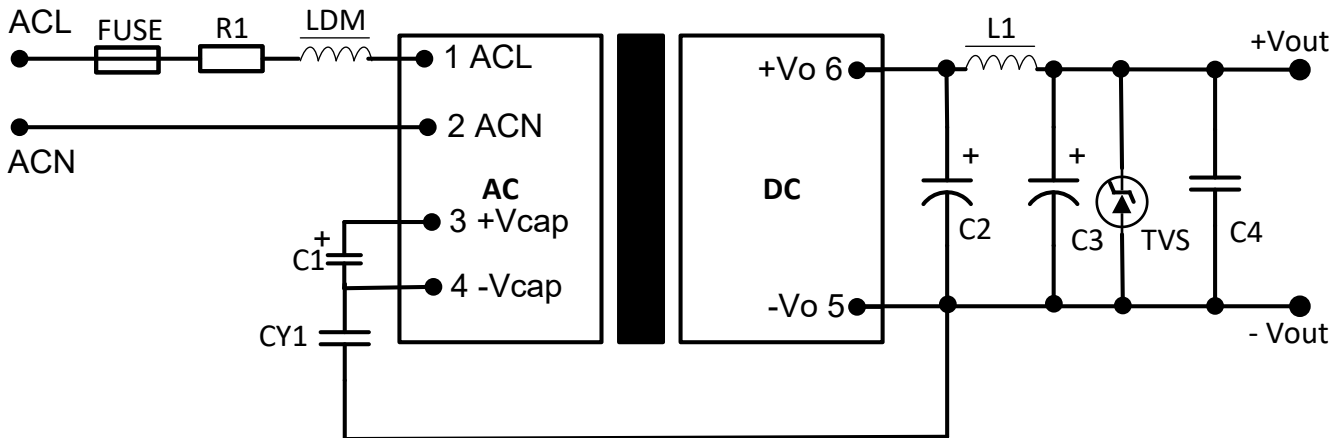 ACL
FUSE
R1
LDM
L1
+Vout
1 ACL
+Vo 6
2 ACN
ACN
+
+
AC
DC
3 +Vcap
+
C1
C2
C3
TVS
C4
4 -Vcap
-Vo 5
CY1
- Vout